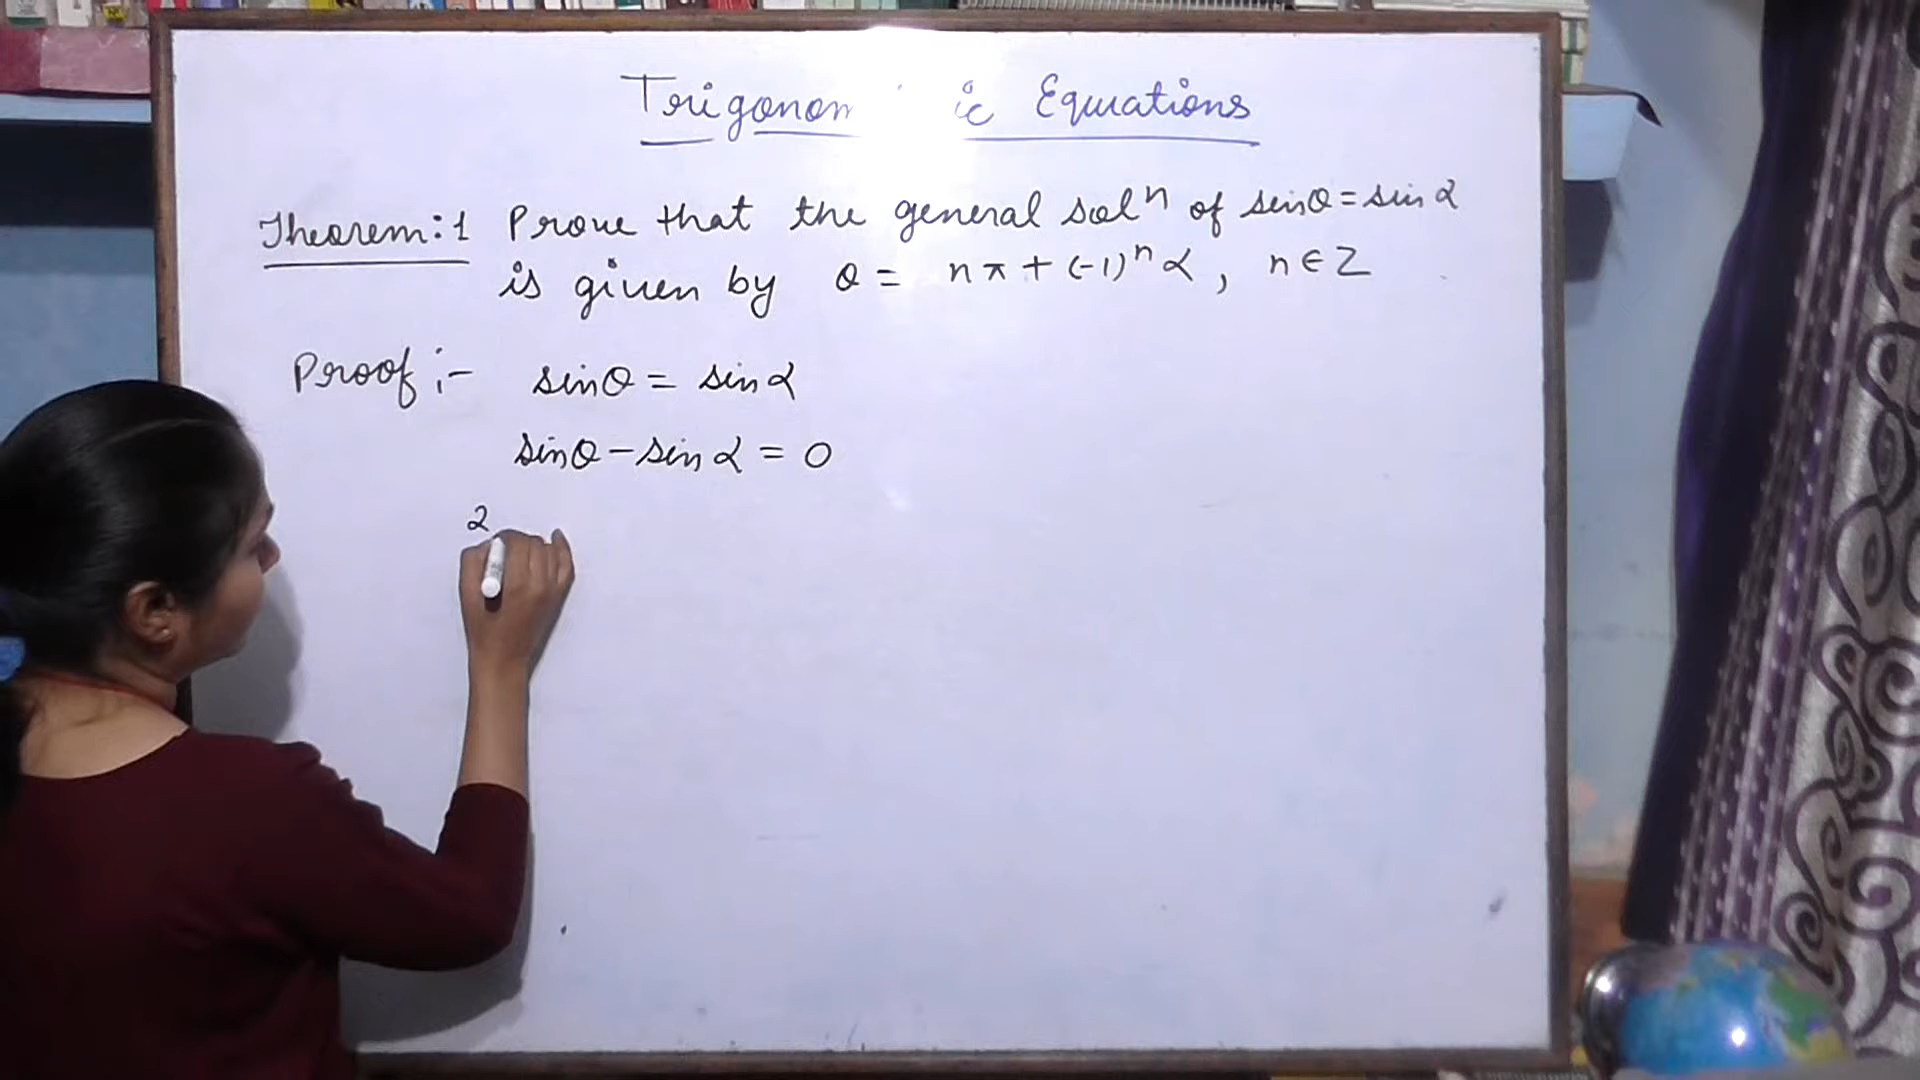 Trigonom ic Equations
Theorem:1 Prove that the general solⁿ of sinθ = sin α
is given by θ = nπ + (-1)ⁿ α , n ∈ Z
Proof :- sinθ = sin α
sinθ - sin α = 0
2